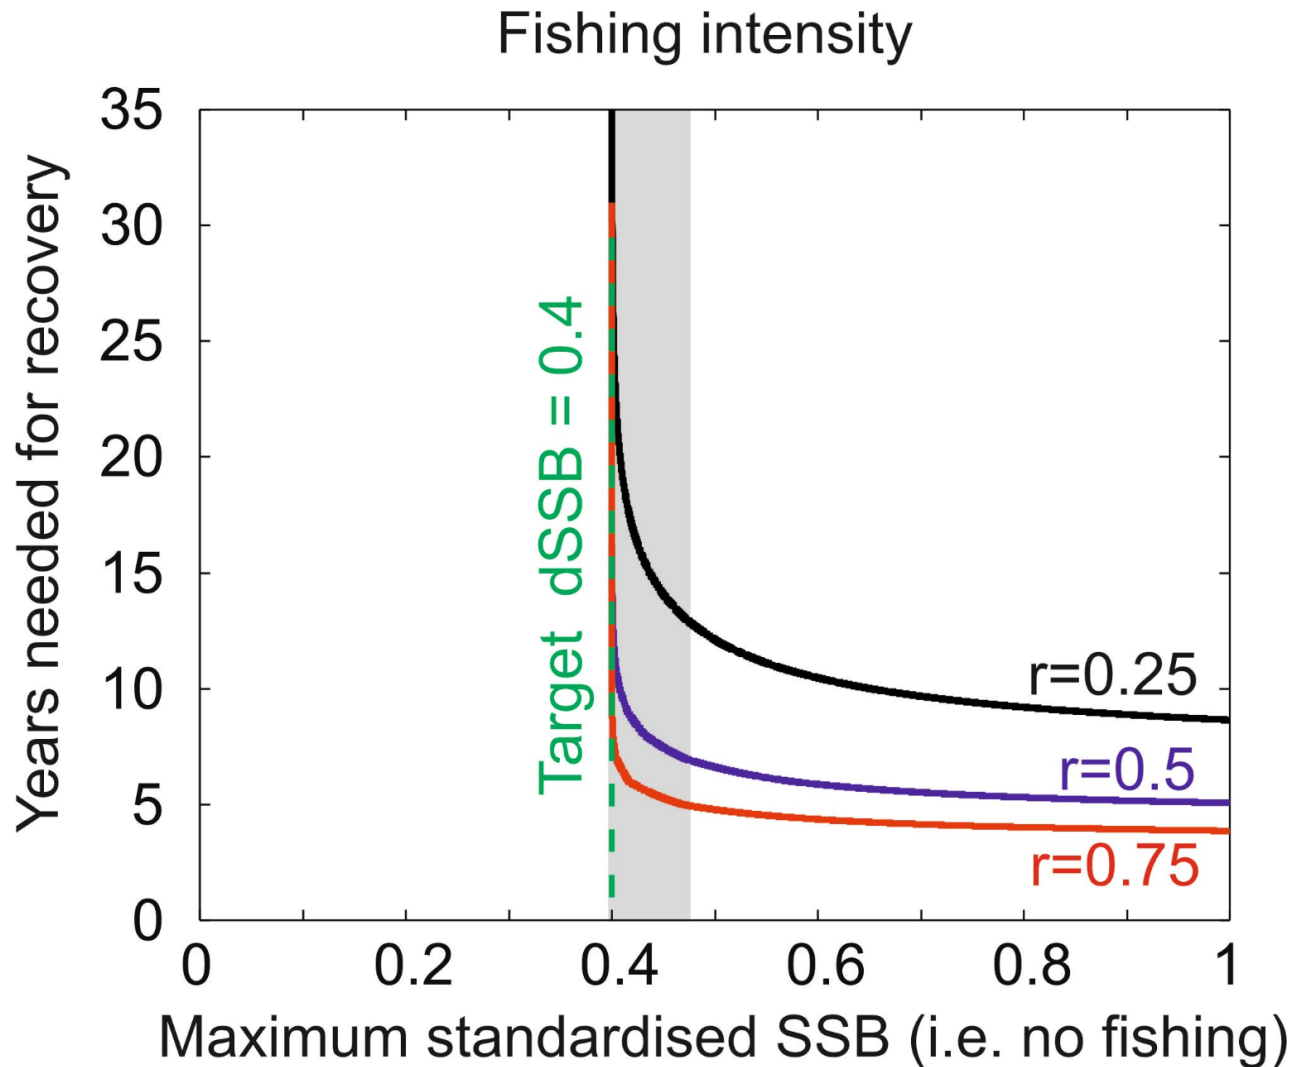 Fishing intensity
35
30
25
20
15
10
5
0
Years needed for recovery
Target dSSB = 0.4
r=0.25
r=0.5
r=0.75
0 0.2 0.4 0.6 0.8 1
Maximum standardised SSB (i.e. no fishing)